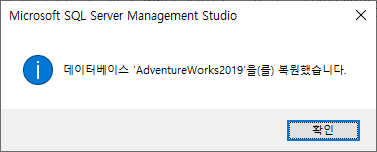 Microsoft SQL Server Management Studio
데이터베이스 'AdventureWorks2019'을(를) 복원했습니다.
확인